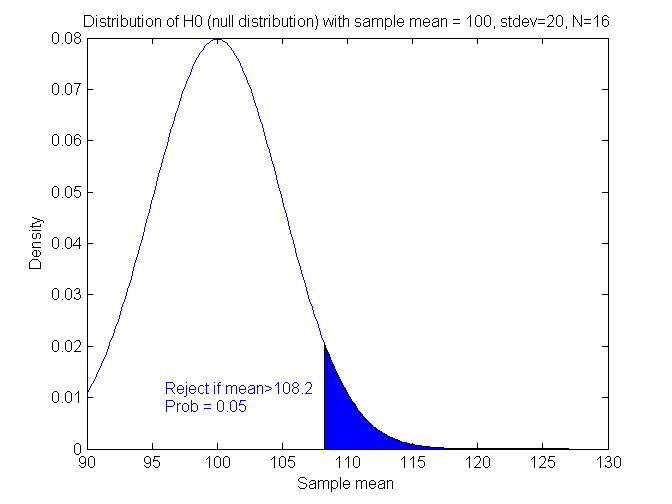 Distribution of H0 (null distribution) with sample mean = 100, stdev=20, N=16
0.08
0.07
0.06
0.05
0.04
0.03
0.02
0.01
0
Density
Reject if mean>108.2
Prob = 0.05
90 95 100 105 110 115 120 125 130
Sample mean